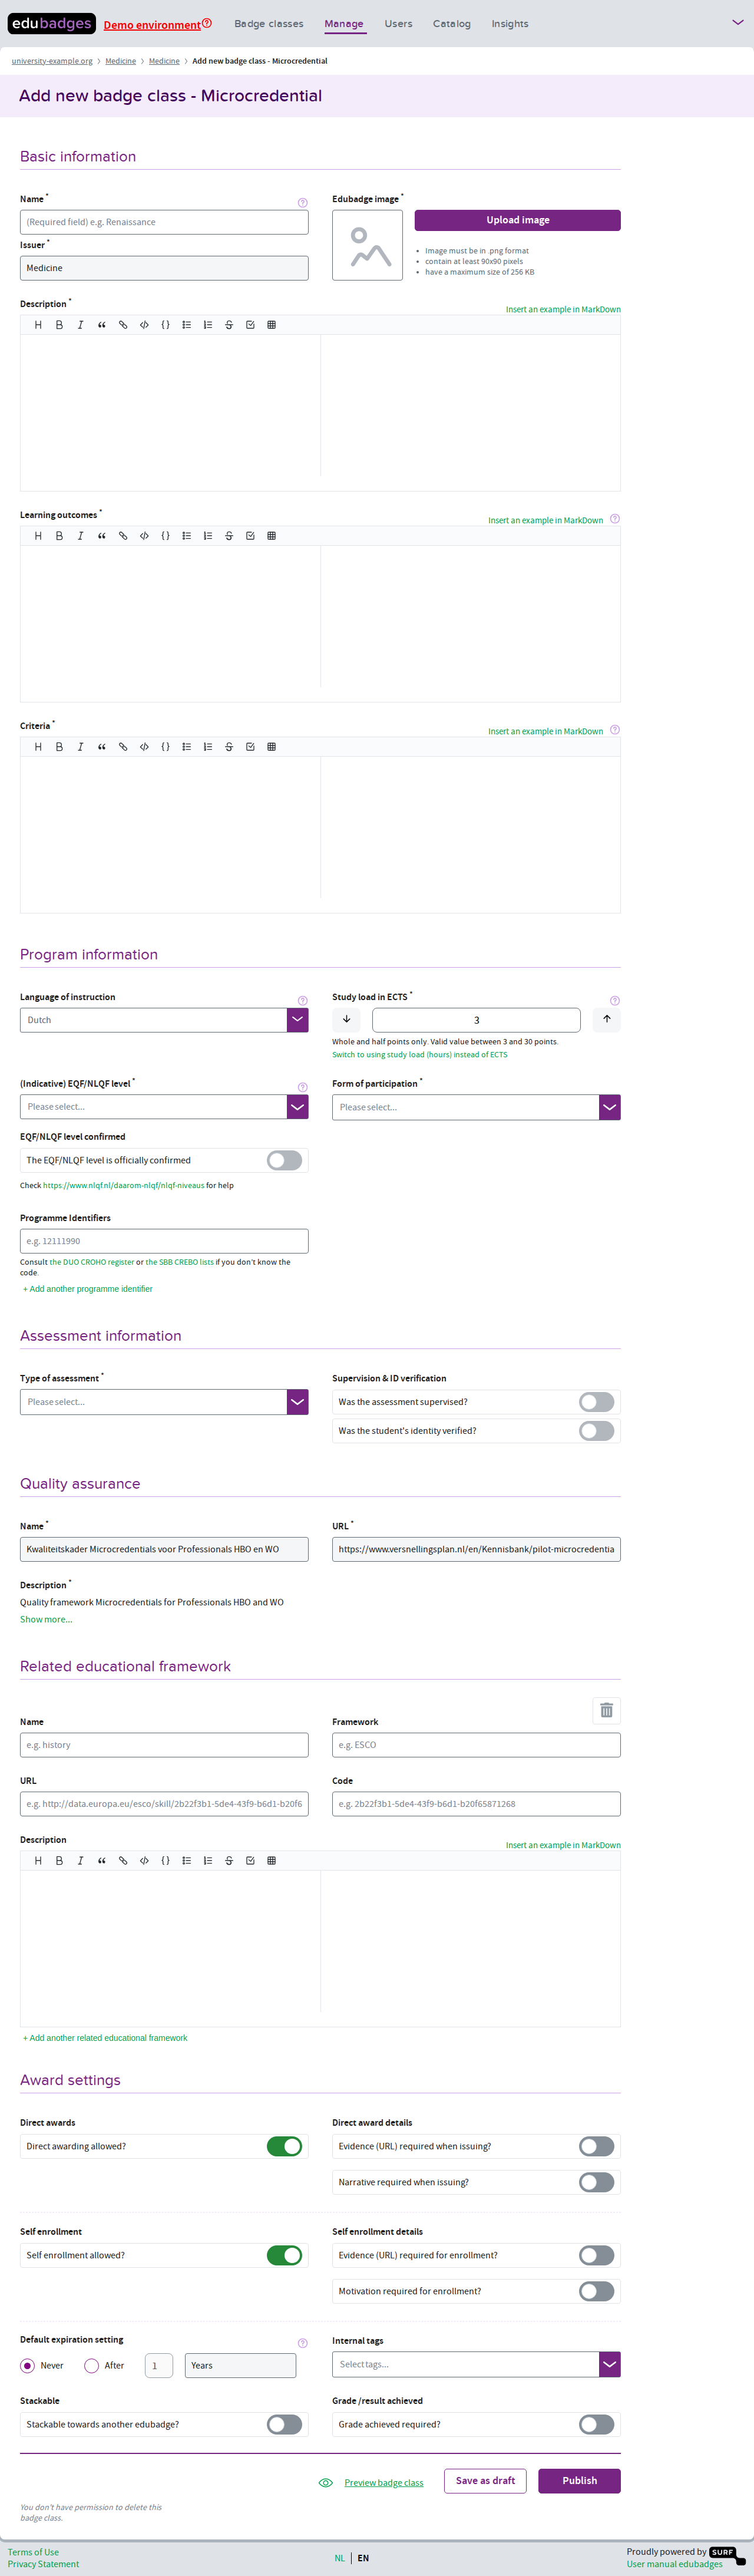 edubadges Demo environment Badge classes Manage Users Catalog Insights
university-example.org Medicine Medicine Add new badge class - Microcredential
Add new badge class - Microcredential
Basic information
Name *
(Required field) e.g. Renaissance
Issuer *
Medicine
Edubadge image *
Upload image
• Image must be in .png format
• contain at least 90x90 pixels
• have a maximum size of 256 KB
Description *
Insert an example in MarkDown
Learning outcomes *
Insert an example in MarkDown
Criteria *
Insert an example in MarkDown
Program information
Language of instruction
Dutch
Study load in ECTS *
3
Whole and half points only. Valid value between 3 and 30 points.
Switch to using study load (hours) instead of ECTS
(Indicative) EQF/NLQF level *
Please select...
Form of participation *
Please select...
EQF/NLQF level confirmed
The EQF/NLQF level is officially confirmed
Check https://www.nlqf.nl/daarom-nlqf/nlqf-niveaus for help
Programme Identifiers
e.g. 12111990
Consult the DUO CROHO register or the SBB CREBO lists if you don't know the
code.
+ Add another programme identifier
Assessment information
Type of assessment *
Please select...
Supervision & ID verification
Was the assessment supervised?
Was the student's identity verified?
Quality assurance
Name *
Kwaliteitskader Microcredentials voor Professionals HBO en WO
URL *
https://www.versnellingsplan.nl/en/Kennisbank/pilot-microcredentia
Description *
Quality framework Microcredentials for Professionals HBO and WO
Show more...
Related educational framework
Name
e.g. history
Framework
e.g. ESCO
URL
e.g. http://data.europa.eu/esco/skill/2b22f3b1-5de4-43f9-b6d1-b20f6
Code
e.g. 2b22f3b1-5de4-43f9-b6d1-b20f65871268
Description
Insert an example in MarkDown
+ Add another related educational framework
Award settings
Direct awards
Direct awarding allowed?
Direct award details
Evidence (URL) required when issuing?
Narrative required when issuing?
Self enrollment
Self enrollment allowed?
Self enrollment details
Evidence (URL) required for enrollment?
Motivation required for enrollment?
Default expiration setting
Never After 1 Years
Internal tags
Select tags...
Stackable
Stackable towards another edubadge?
Grade /result achieved
Grade achieved required?
Preview badge class Save as draft Publish
You don't have permission to delete this
badge class.
Terms of Use
Privacy Statement
NL EN
Proudly powered by SURF
User manual edubadges